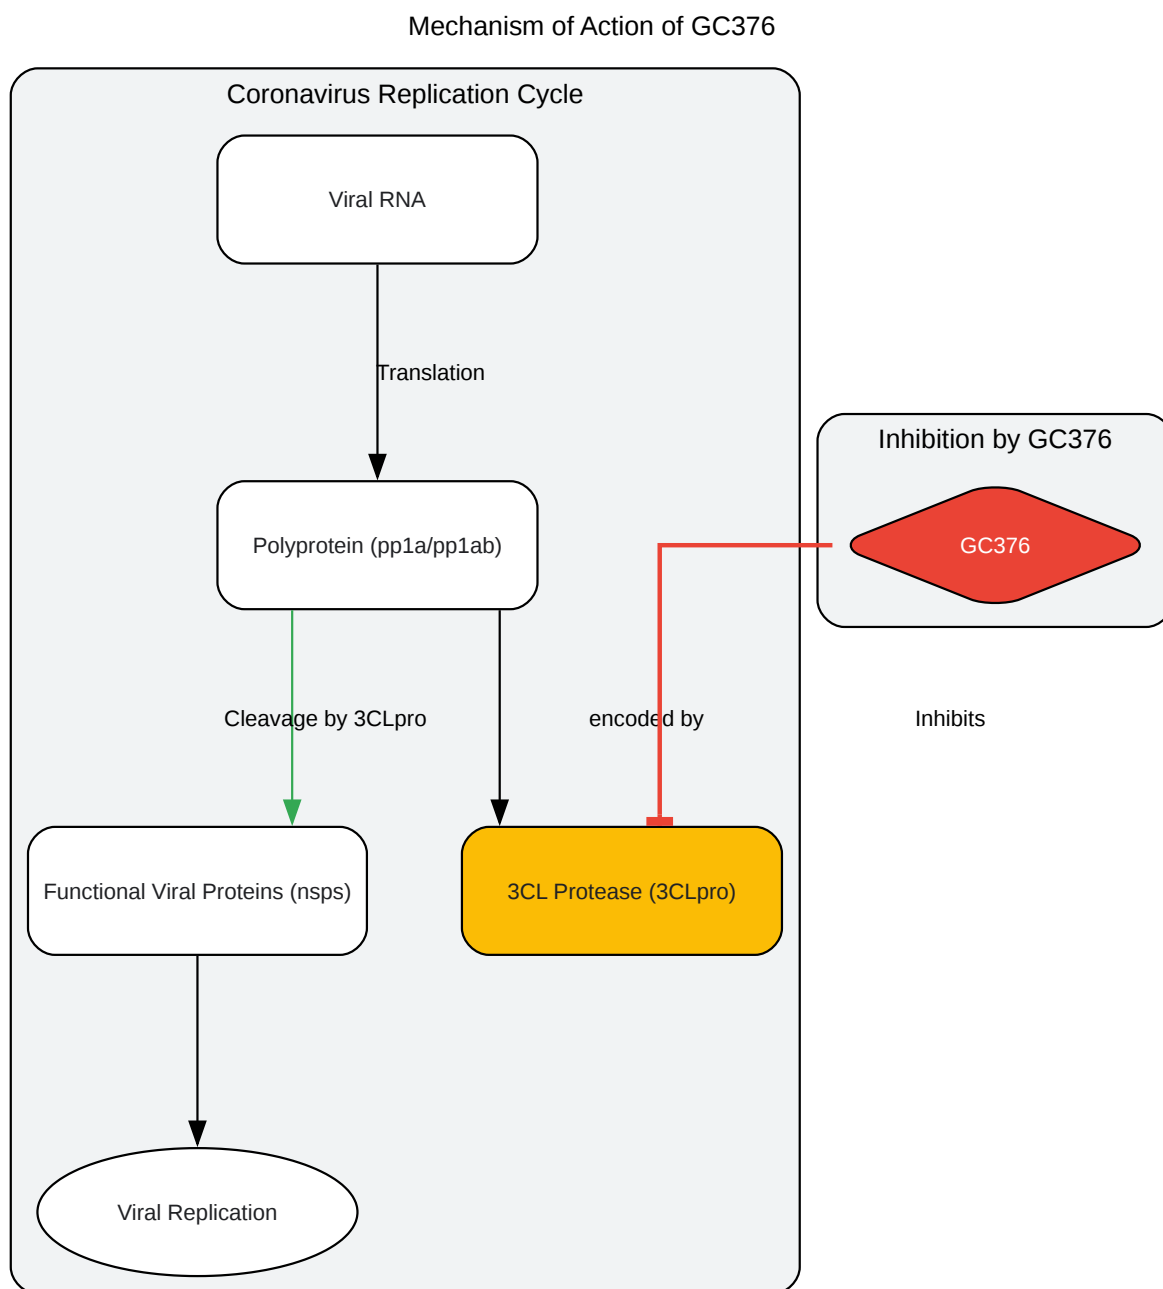 Mechanism of Action of GC376
Coronavirus Replication Cycle
Viral RNA
Translation
Inhibition by GC376
Polyprotein (pp1a/pp1ab)
GC376
Cleavage by 3CLpro
encoded by
Inhibits
Functional Viral Proteins (nsps)
3CL Protease (3CLpro)
Viral Replication